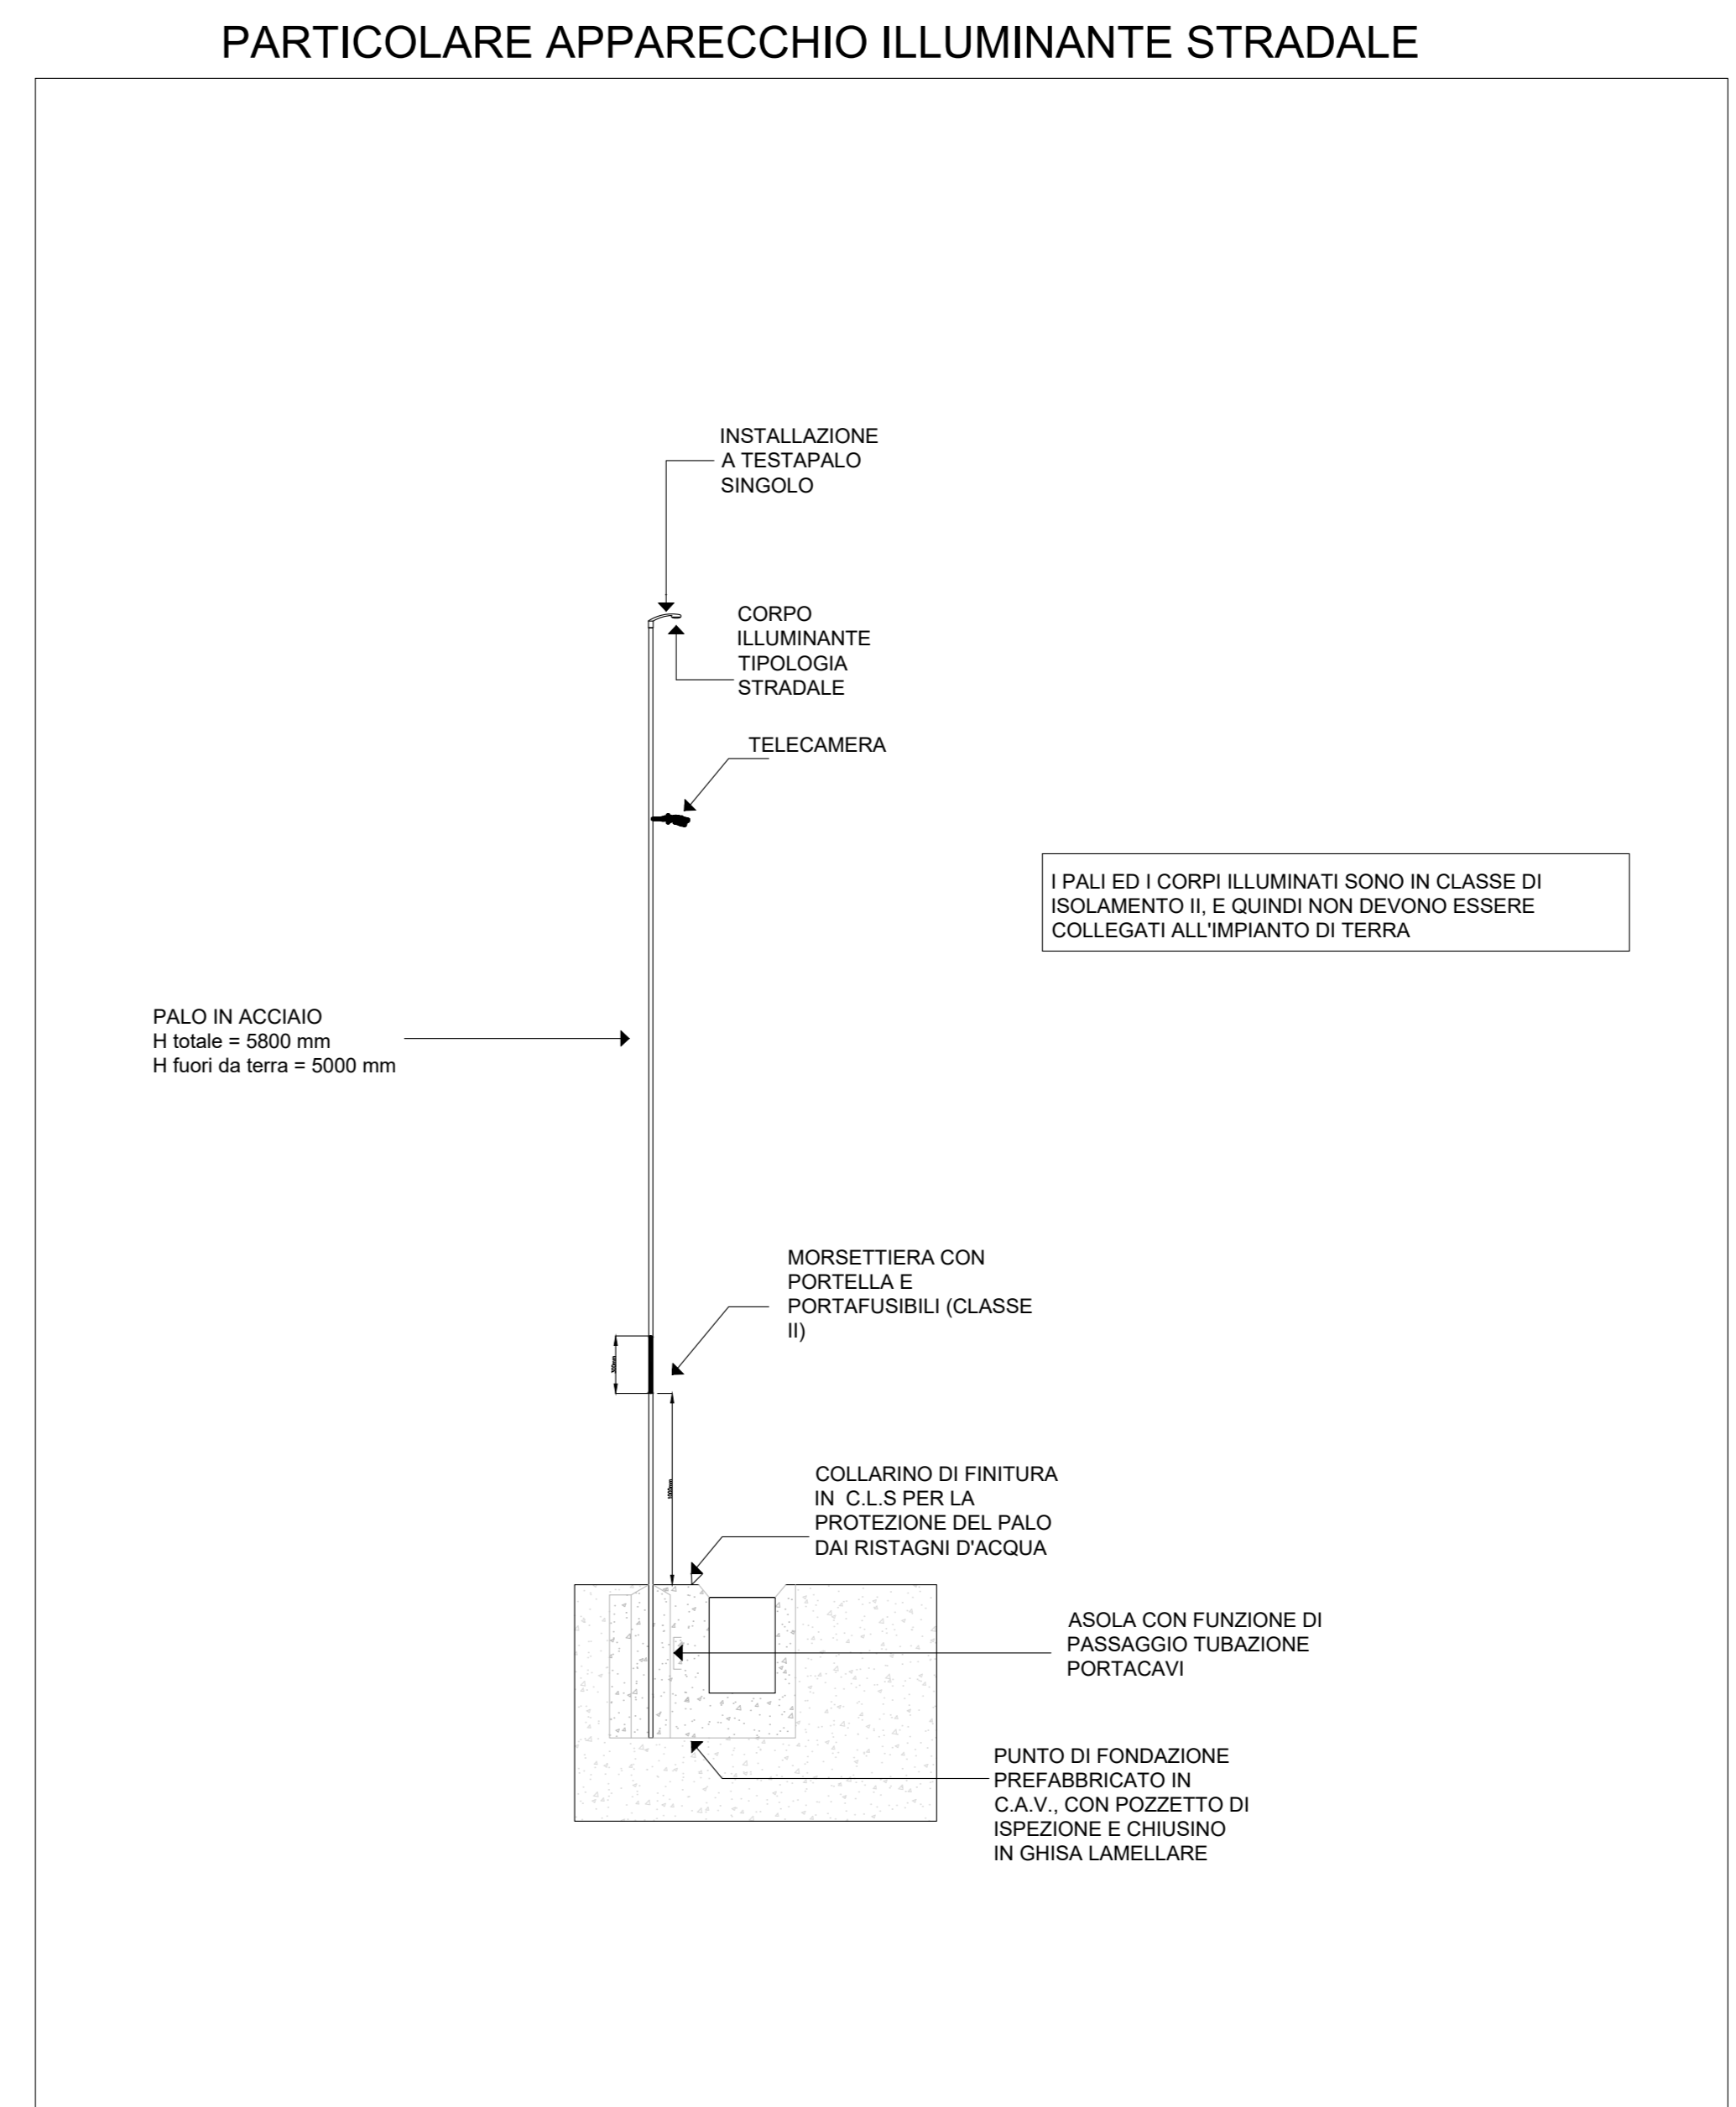 PARTICOLARE APPARECCHIO ILLUMINANTE STRADALE
INSTALLAZIONE
A TESTAPALO
SINGOLO
CORPO
ILLUMINANTE
TIPOLOGIA
STRADALE
TELECAMERA
I PALI ED I CORPI ILLUMINATI SONO IN CLASSE DI
ISOLAMENTO II, E QUINDI NON DEVONO ESSERE
COLLEGATI ALL'IMPIANTO DI TERRA
PALO IN ACCIAIO
H totale = 5800 mm
H fuori da terra = 5000 mm
MORSETTIERA CON
PORTELLA E
PORTAFUSIBILI (CLASSE
II)
COLLARINO DI FINITURA
IN C.L.S PER LA
PROTEZIONE DEL PALO
DAI RISTAGNI D'ACQUA
ASOLA CON FUNZIONE DI
PASSAGGIO TUBAZIONE
PORTACAVI
PUNTO DI FONDAZIONE
PREFABBRICATO IN
C.A.V., CON POZZETTO DI
ISPEZIONE E CHIUSINO
IN GHISA LAMELLARE